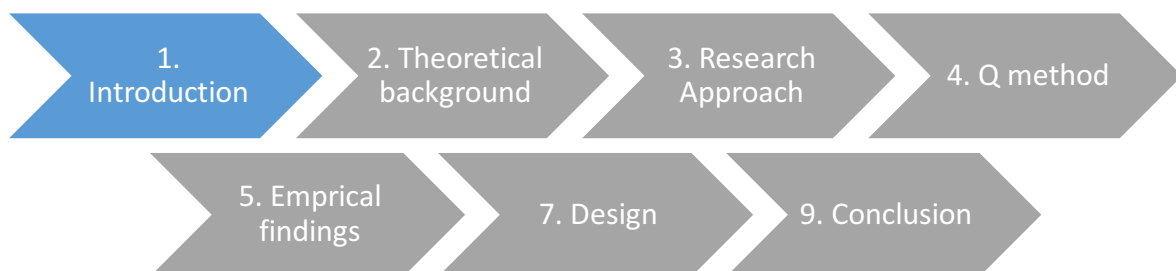 1.
Introduction
2. Theoretical
background
3. Research
Approach
4. Q method
5. Emprical
findings
7. Design
9. Conclusion